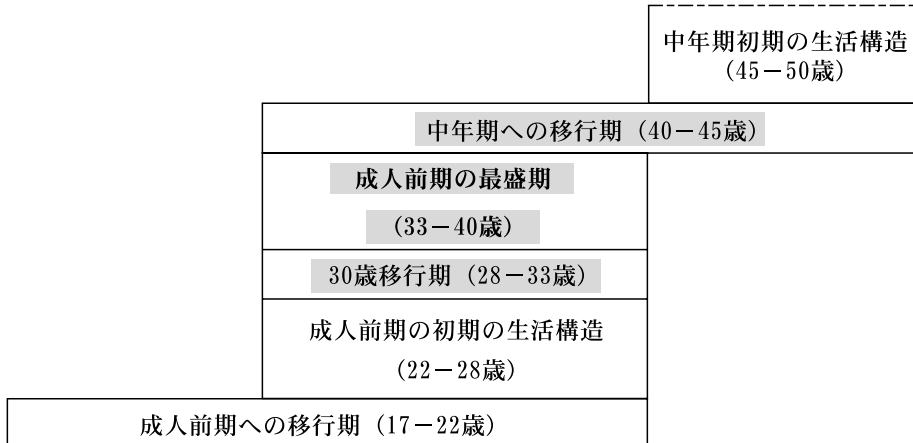 中年期初期の生活構造
（45－50歳）
中年期への移行期（40－45歳）
成人前期の最盛期
（33－40歳）
30歳移行期（28－33歳）
成人前期の初期の生活構造
（22－28歳）
成人前期への移行期（17－22歳）